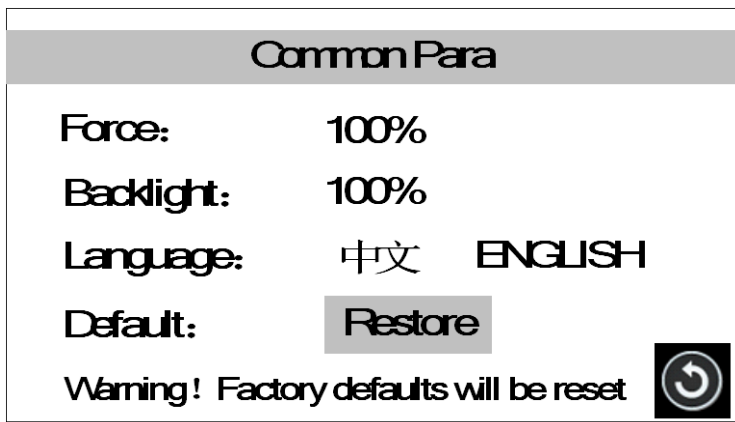 Common Para
Force： 100%
Backlight： 100%
Language： 中文 ENGLISH
Default： Restore
Warning！ Factory defaults will be reset